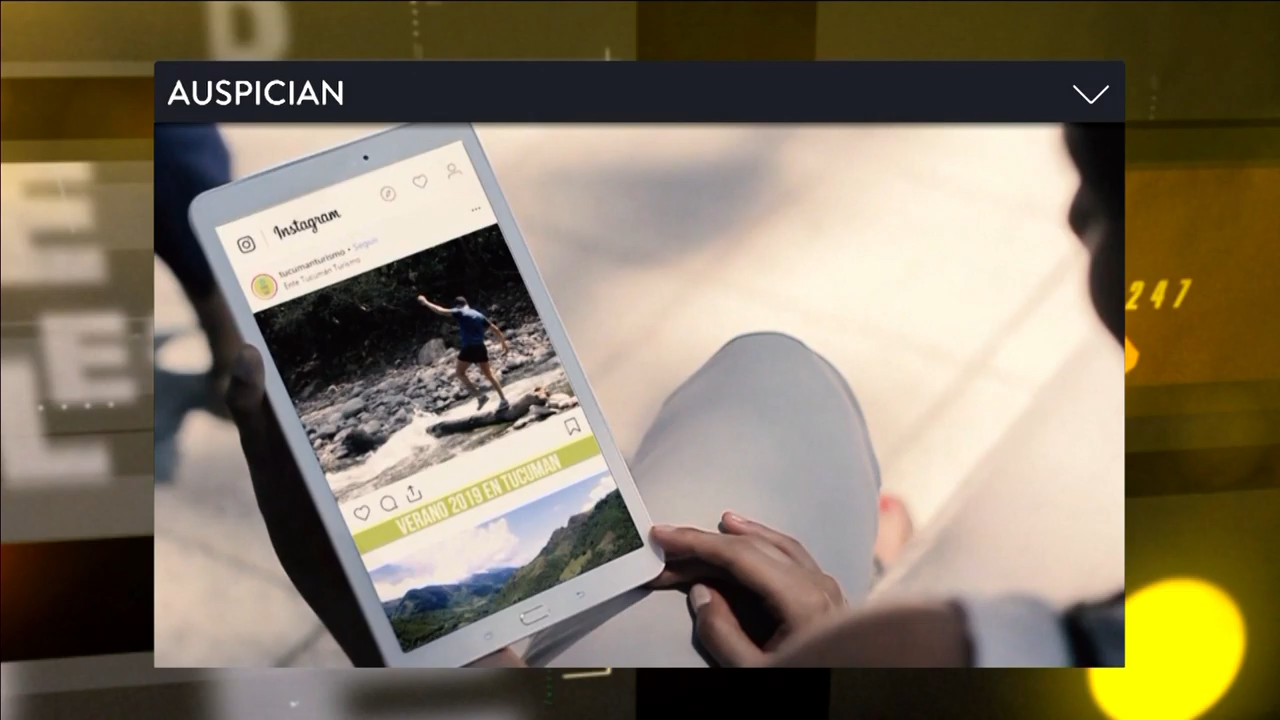 AUSPICIAN
Instagram
tucumanturismo • Seguir
Ente Tucumán Turismo
VERANO 2019 EN TUCUMAN
247